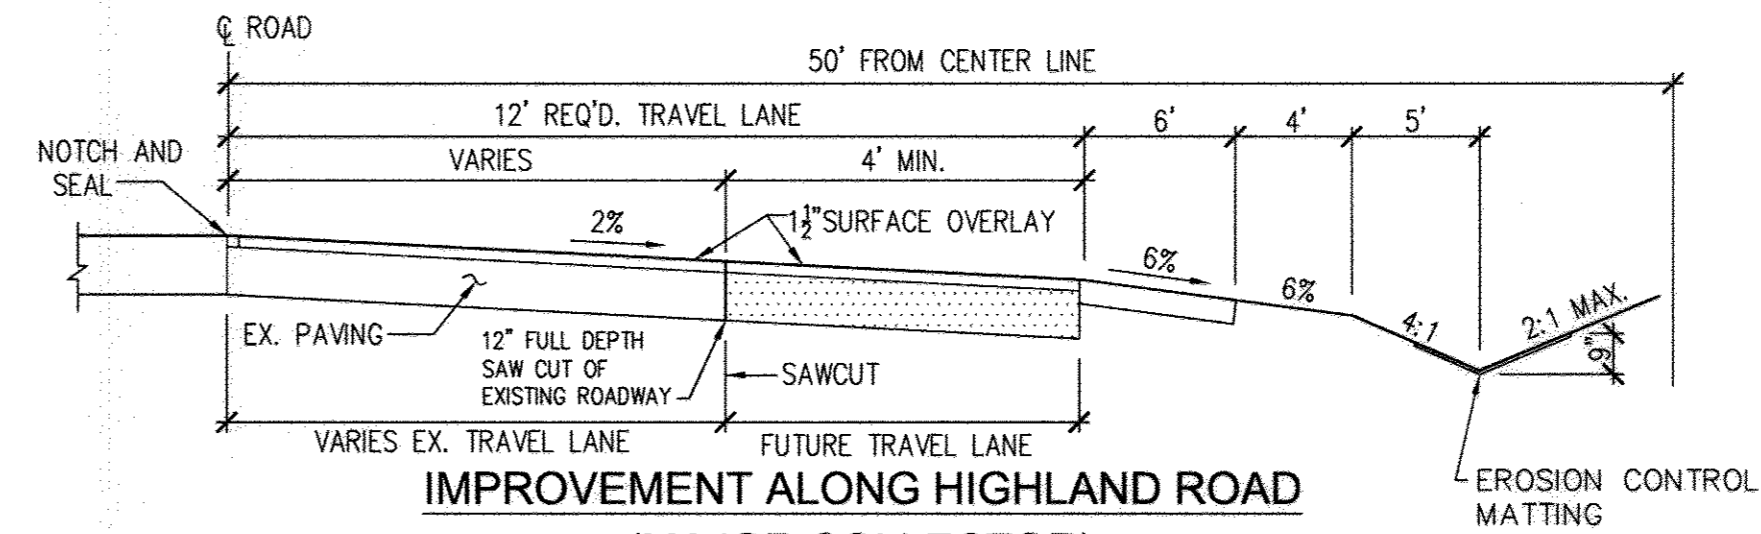 ℄ ROAD
50' FROM CENTER LINE
12' REQ'D. TRAVEL LANE
6'
4'
5'
NOTCH AND
SEAL
VARIES
4' MIN.
2%
1½" SURFACE OVERLAY
6%
6%
4:1
2:1 MAX.
9"
EX. PAVING
12" FULL DEPTH
SAW CUT OF
EXISTING ROADWAY
SAWCUT
VARIES EX. TRAVEL LANE
FUTURE TRAVEL LANE
IMPROVEMENT ALONG HIGHLAND ROAD
EROSION CONTROL
MATTING